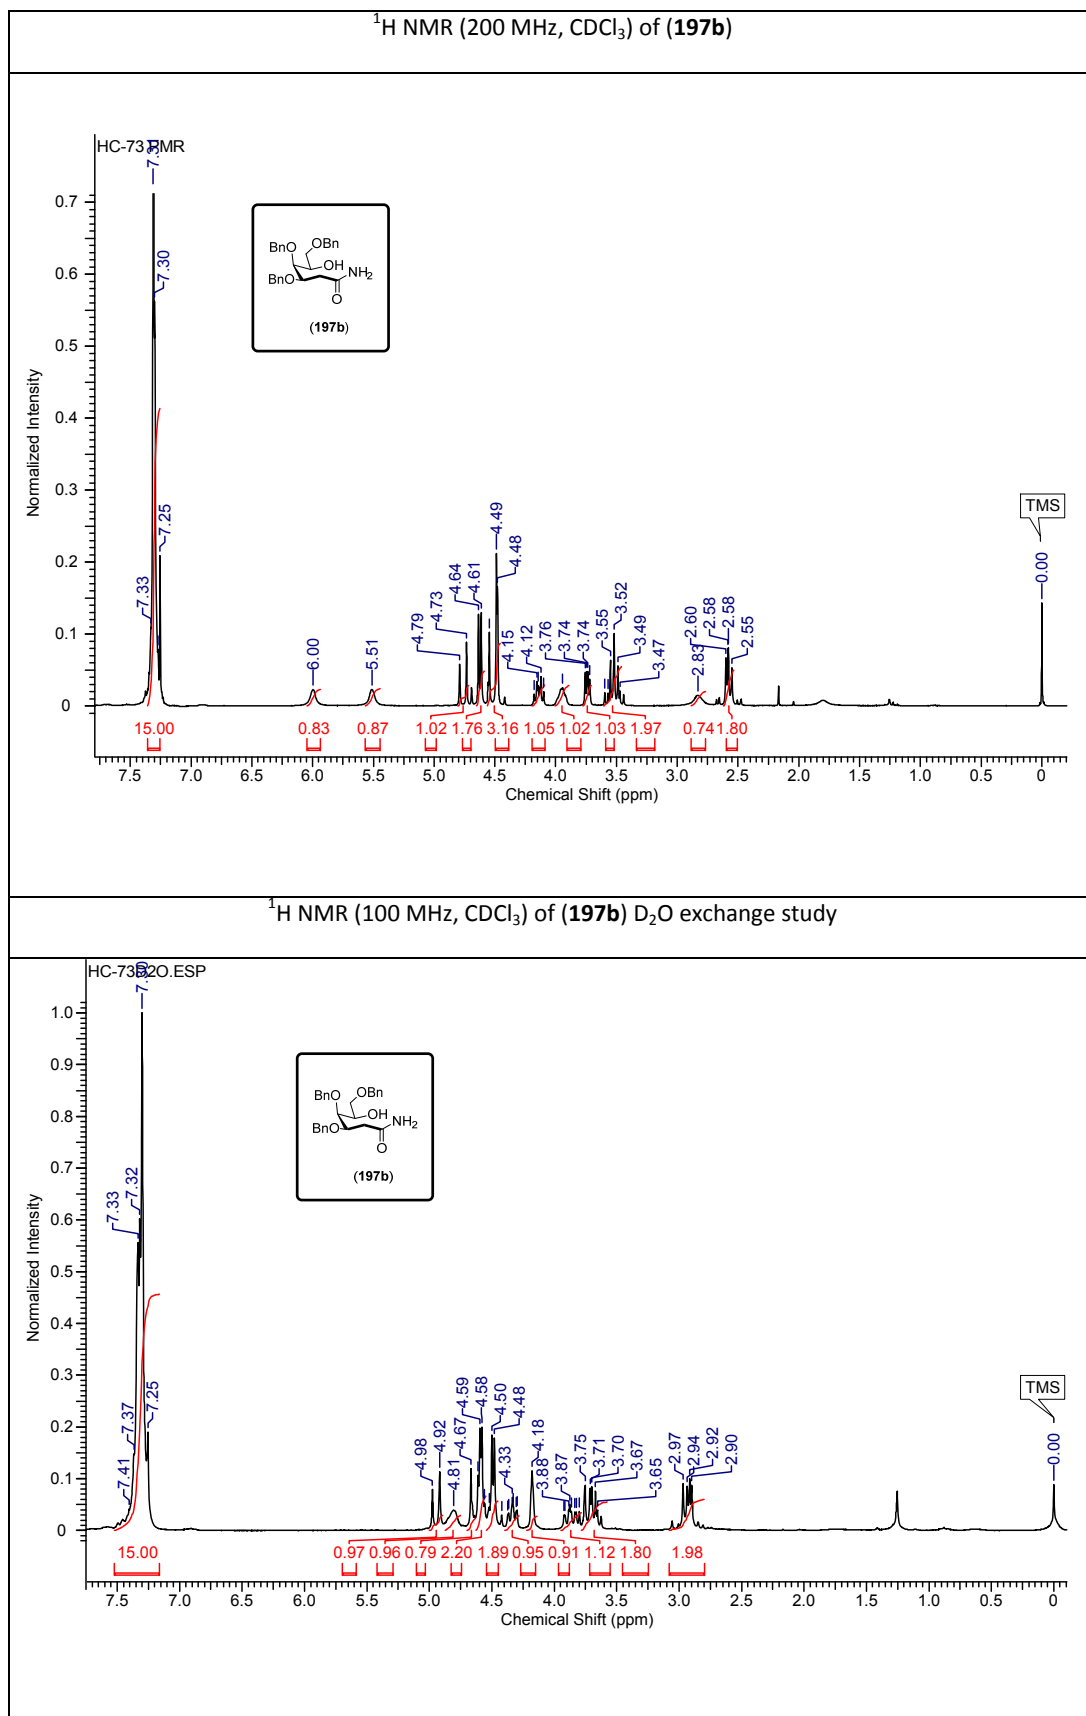 ¹H NMR (200 MHz, CDCl₃) of (197b)
HC-73 PMR
7.31
7.30
7.33
7.25
6.00
5.51
4.79
4.73
4.64
4.61
4.49
4.48
4.15
4.12
3.76
3.74
3.74
3.55
3.52
3.49
3.47
2.83
2.60
2.58
2.58
2.55
TMS
0.00
BnO
OBn
OH
BnO
NH₂
O
(197b)
Normalized Intensity
0.7
0.6
0.5
0.4
0.3
0.2
0.1
0
15.00 0.83 0.87 1.02 1.76 3.16 1.05 1.02 1.03 1.97 0.74 1.80
7.5 7.0 6.5 6.0 5.5 5.0 4.5 4.0 3.5 3.0 2.5 2.0 1.5 1.0 0.5 0
Chemical Shift (ppm)
¹H NMR (100 MHz, CDCl₃) of (197b) D₂O exchange study
7.30
7.33
7.32
7.41
7.37
7.25
4.98
4.92
4.81
4.67
4.59
4.58
4.50
4.48
4.33
4.18
3.88
3.87
3.75
3.71
3.70
3.67
3.65
2.97
2.94
2.92
2.90
TMS
0.00
BnO
OBn
OH
BnO
NH₂
O
(197b)
Normalized Intensity
1.0
0.9
0.8
0.7
0.6
0.5
0.4
0.3
0.2
0.1
0
15.00 0.97 0.96 0.79 2.20 1.89 0.95 0.91 1.12 1.80 1.98
7.5 7.0 6.5 6.0 5.5 5.0 4.5 4.0 3.5 3.0 2.5 2.0 1.5 1.0 0.5 0
Chemical Shift (ppm)